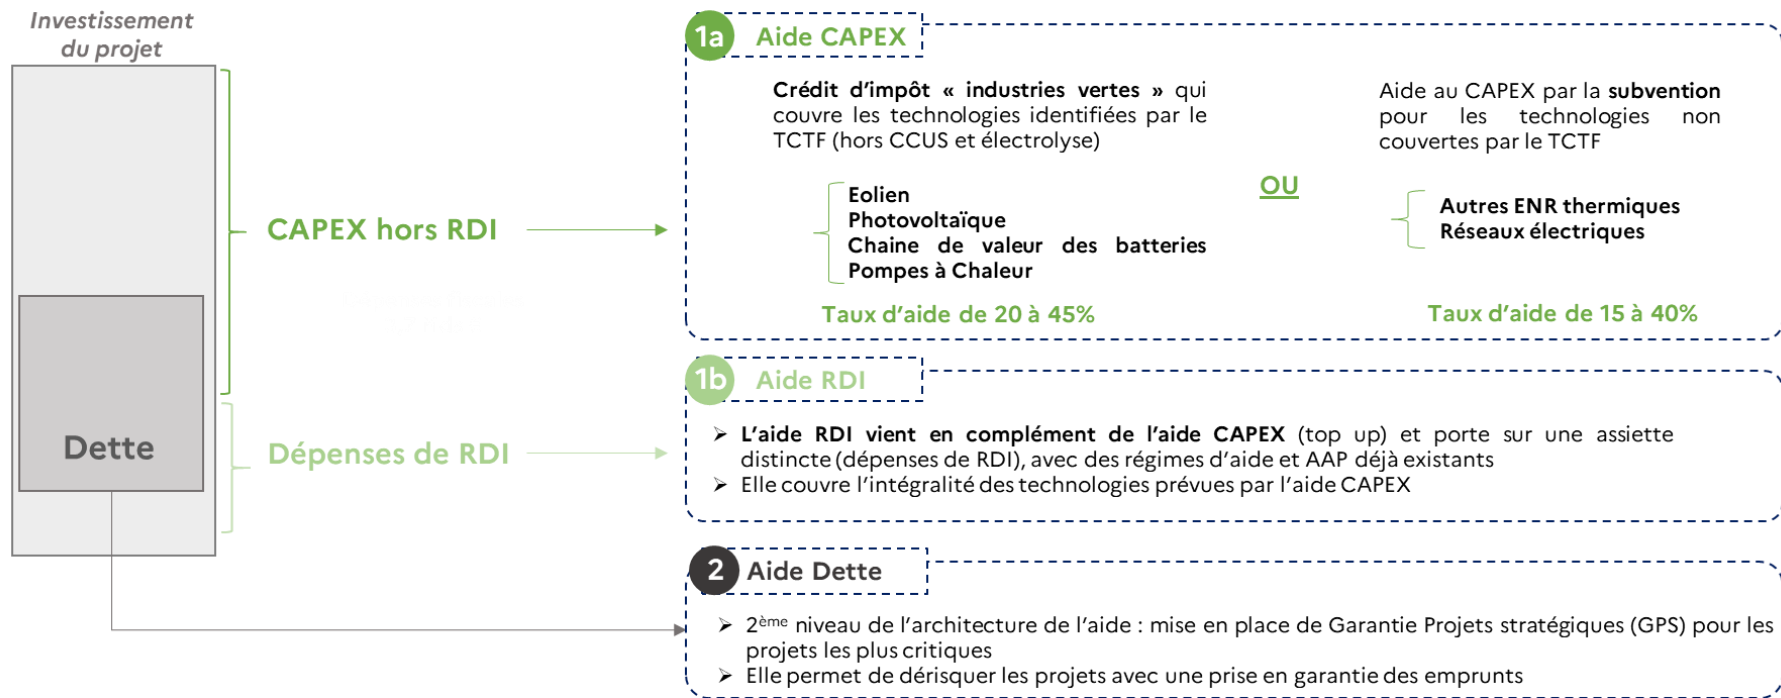 Investissement
du projet
Dette
CAPEX hors RDI
Dépenses de RDI
1a Aide CAPEX
Crédit d'impôt « industries vertes » qui
couvre les technologies identifiées par le
TCTF (hors CCUS et électrolyse)
Eolien
Photovoltaïque
Chaine de valeur des batteries
Pompes à Chaleur
Taux d'aide de 20 à 45%
OU
Aide au CAPEX par la subvention
pour les technologies non
couvertes par le TCTF
Autres ENR thermiques
Réseaux électriques
Taux d'aide de 15 à 40%
1b Aide RDI
➢ L'aide RDI vient en complément de l'aide CAPEX (top up) et porte sur une assiette
distincte (dépenses de RDI), avec des régimes d'aide et AAP déjà existants
➢ Elle couvre l'intégralité des technologies prévues par l'aide CAPEX
2 Aide Dette
➢ 2ème niveau de l'architecture de l'aide : mise en place de Garantie Projets stratégiques (GPS) pour les
projets les plus critiques
➢ Elle permet de dérisquer les projets avec une prise en garantie des emprunts